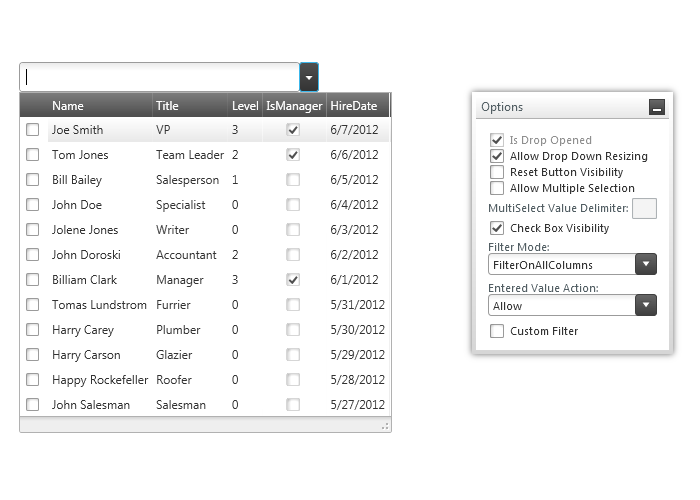 Name Title Level IsManager HireDate
Joe Smith VP 3 6/7/2012
Tom Jones Team Leader 2 6/6/2012
Bill Bailey Salesperson 1 6/5/2012
John Doe Specialist 0 6/4/2012
Jolene Jones Writer 0 6/3/2012
John Doroski Accountant 2 6/2/2012
Billiam Clark Manager 3 6/1/2012
Tomas Lundstrom Furrier 0 5/31/2012
Harry Carey Plumber 0 5/30/2012
Harry Carson Glazier 0 5/29/2012
Happy Rockefeller Roofer 0 5/28/2012
John Salesman Salesman 0 5/27/2012
Options
Is Drop Opened
Allow Drop Down Resizing
Reset Button Visibility
Allow Multiple Selection
MultiSelect Value Delimiter:
Check Box Visibility
Filter Mode:
FilterOnAllColumns
Entered Value Action:
Allow
Custom Filter